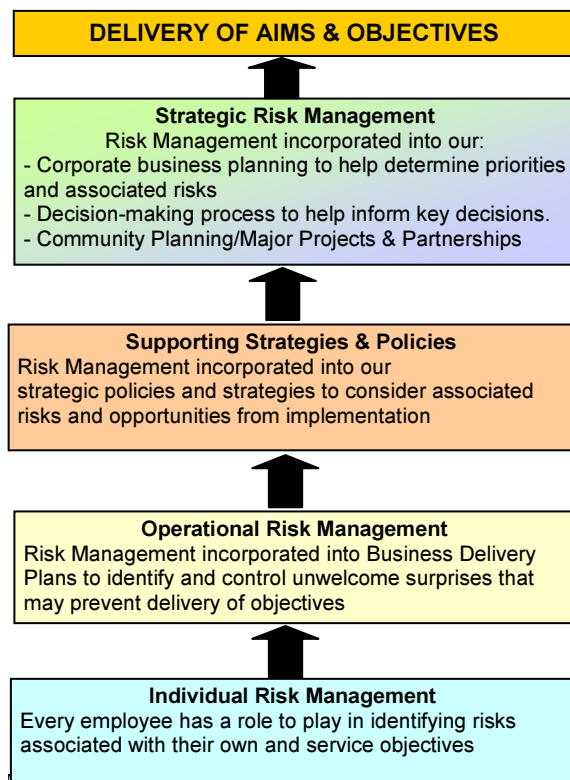 DELIVERY OF AIMS & OBJECTIVES
Strategic Risk Management
Risk Management incorporated into our:
- Corporate business planning to help determine priorities
and associated risks
- Decision-making process to help inform key decisions.
- Community Planning/Major Projects & Partnerships
Supporting Strategies & Policies
Risk Management incorporated into our
strategic policies and strategies to consider associated
risks and opportunities from implementation
Operational Risk Management
Risk Management incorporated into Business Delivery
Plans to identify and control unwelcome surprises that
may prevent delivery of objectives
Individual Risk Management
Every employee has a role to play in identifying risks
associated with their own and service objectives